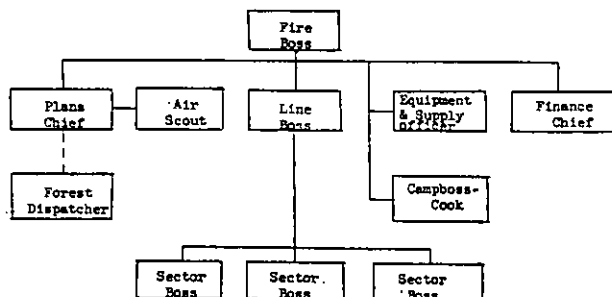 Fire
Boss
Plans
Chief
Air
Scout
Line
Boss
Equipment
& Supply
officer
Finance
Chief
Forest
Dispatcher
Campboss-
Cook
Sector
Boss
Sector
Boss
Sector
Boss